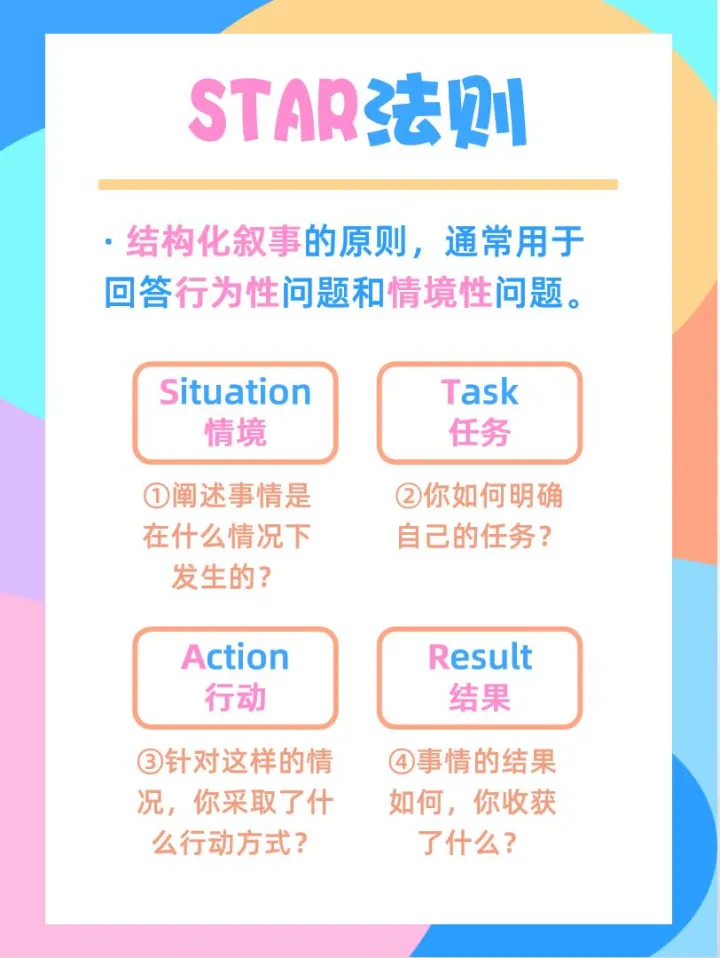 STAR法则
· 结构化叙事的原则，通常用于
回答行为性问题和情境性问题。
Situation
情境
①阐述事情是
在什么情况下
发生的？
Task
任务
②你如何明确
自己的任务？
Action
行动
③针对这样的情
况，你采取了什
么行动方式？
Result
结果
④事情的结果
如何，你收获
了什么？